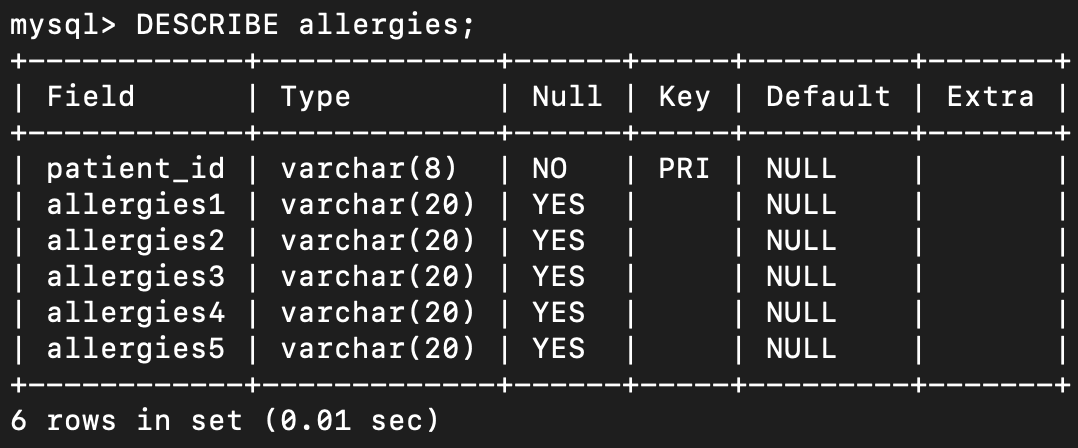 mysql> DESCRIBE allergies;
+------------+-------------+------+-----+---------+-------+
| Field      | Type        | Null | Key | Default | Extra |
+------------+-------------+------+-----+---------+-------+
| patient_id | varchar(8)  | NO   | PRI | NULL    |       |
| allergies1 | varchar(20) | YES  |     | NULL    |       |
| allergies2 | varchar(20) | YES  |     | NULL    |       |
| allergies3 | varchar(20) | YES  |     | NULL    |       |
| allergies4 | varchar(20) | YES  |     | NULL    |       |
| allergies5 | varchar(20) | YES  |     | NULL    |       |
+------------+-------------+------+-----+---------+-------+
6 rows in set (0.01 sec)